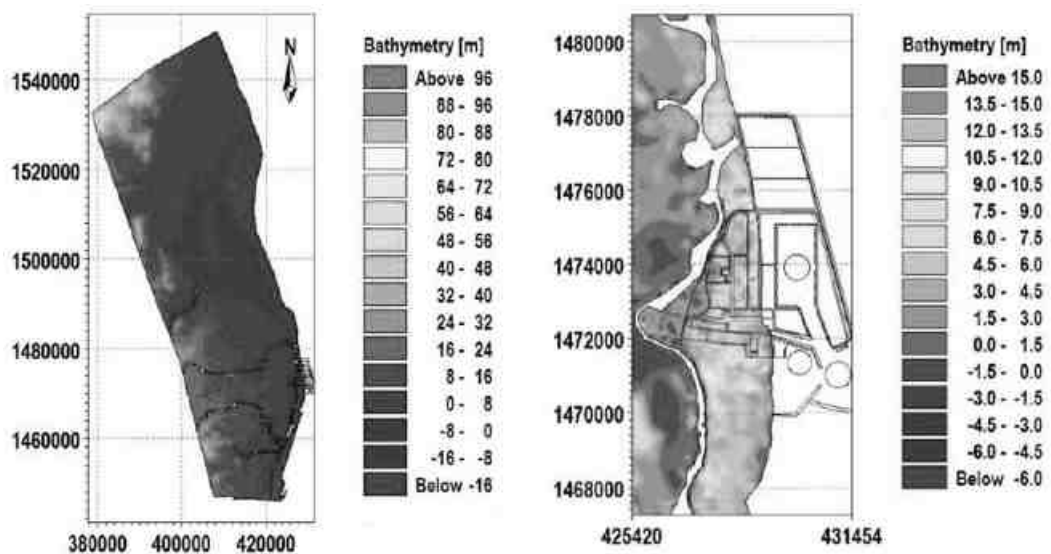 N
1540000
1520000
1500000
1480000
1460000
380000 400000 420000
Bathymetry [m]
Above 96
88 - 96
80 - 88
72 - 80
64 - 72
56 - 64
48 - 56
40 - 48
32 - 40
24 - 32
16 - 24
8 - 16
0 - 8
-8 - 0
-16 - -8
Below -16
1480000
1478000
1476000
1474000
1472000
1470000
1468000
425420 431454
Bathymetry [m]
Above 15.0
13.5 - 15.0
12.0 - 13.5
10.5 - 12.0
9.0 - 10.5
7.5 - 9.0
6.0 - 7.5
4.5 - 6.0
3.0 - 4.5
1.5 - 3.0
0.0 - 1.5
-1.5 - 0.0
-3.0 - -1.5
-4.5 - -3.0
-6.0 - -4.5
Below -6.0